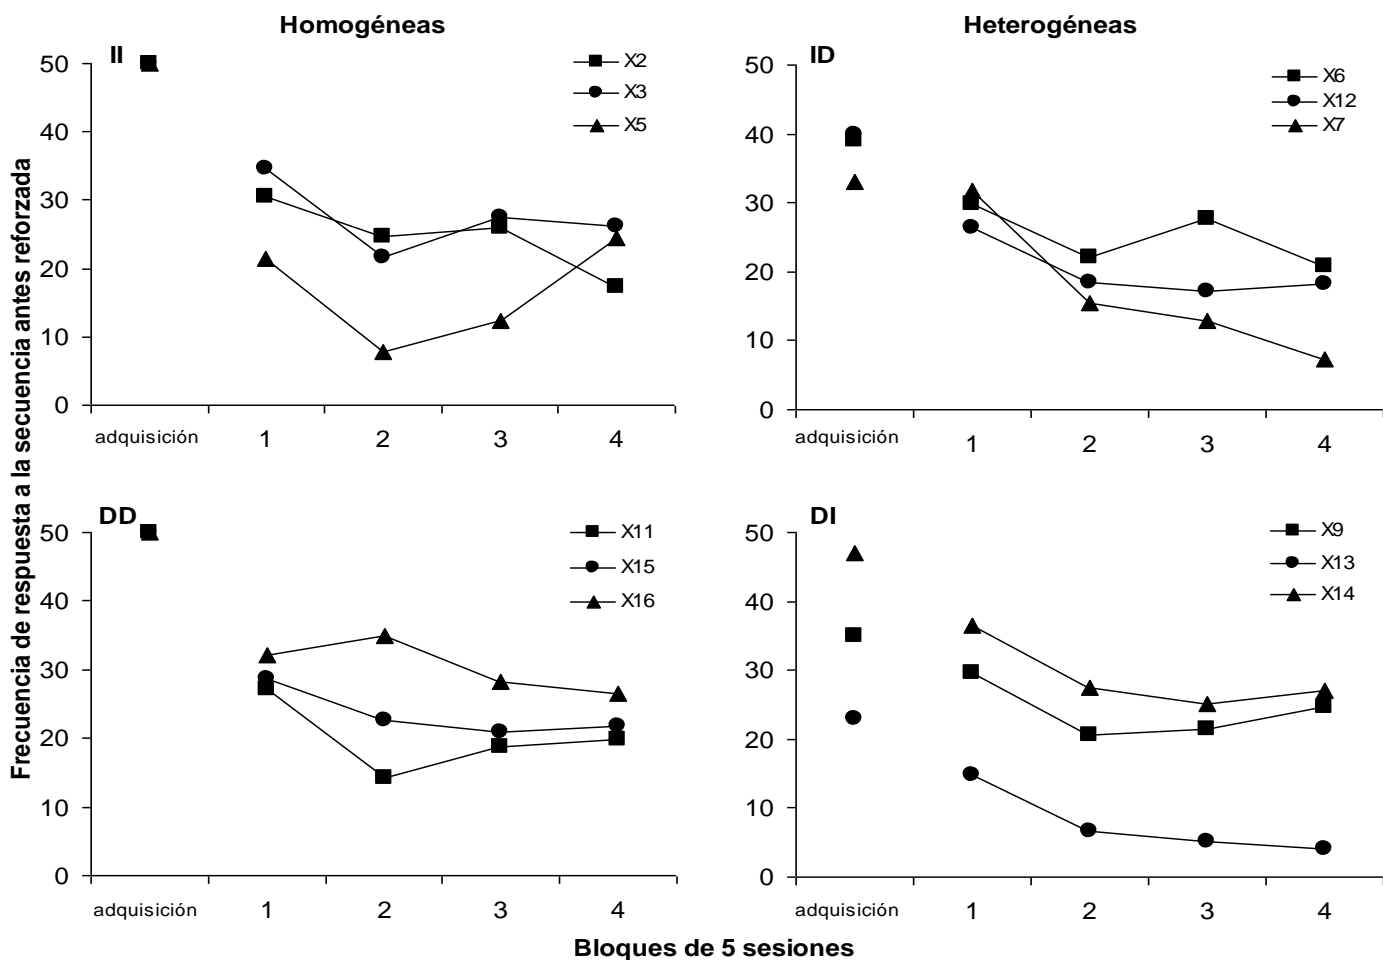 Homogéneas
Heterogéneas
Frecuencia de respuesta a la secuencia antes reforzada
II
X2
X3
X5
50
40
30
20
10
0
adquisición 1 2 3 4
ID
X6
X12
X7
50
40
30
20
10
0
adquisición 1 2 3 4
DD
X11
X15
X16
50
40
30
20
10
0
adquisición 1 2 3 4
DI
X9
X13
X14
50
40
30
20
10
0
adquisición 1 2 3 4
Bloques de 5 sesiones